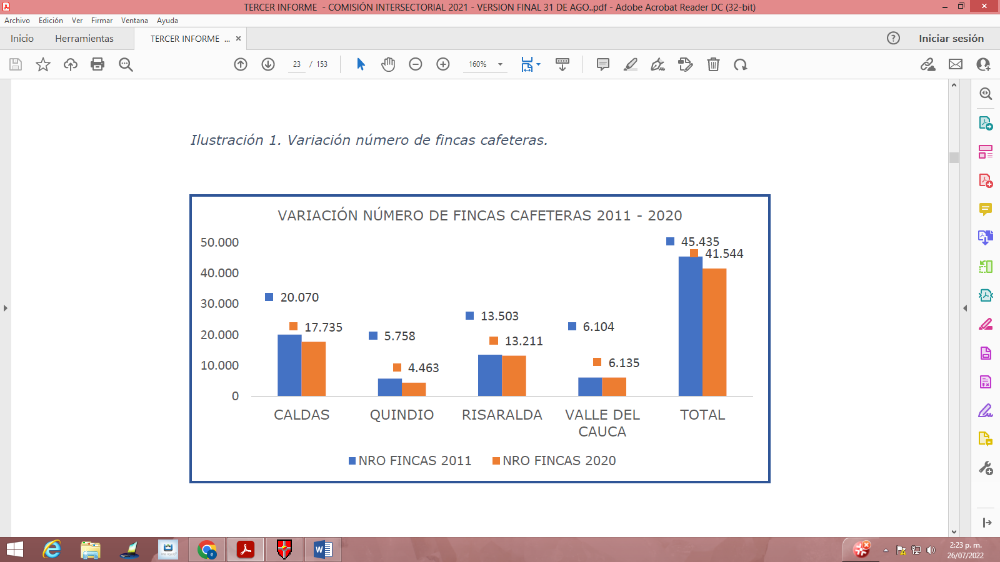 TERCER INFORME - COMISIÓN INTERSECTORIAL 2021 - VERSION FINAL 31 DE AGO..pdf - Adobe Acrobat Reader DC (32-bit)
Archivo Edición Ver Firmar Ventana Ayuda
Inicio Herramientas TERCER INFORME ... × Iniciar sesión
23 / 153 160%
Ilustración 1. Variación número de fincas cafeteras.
VARIACIÓN NÚMERO DE FINCAS CAFETERAS 2011 - 2020
50.000
40.000
30.000
20.000
10.000
0
20.070
17.735
5.758
4.463
13.503
13.211
6.104
6.135
45.435
41.544
CALDAS
QUINDIO
RISARALDA
VALLE DEL
CAUCA
TOTAL
NRO FINCAS 2011 NRO FINCAS 2020
2:23 p. m.
26/07/2022